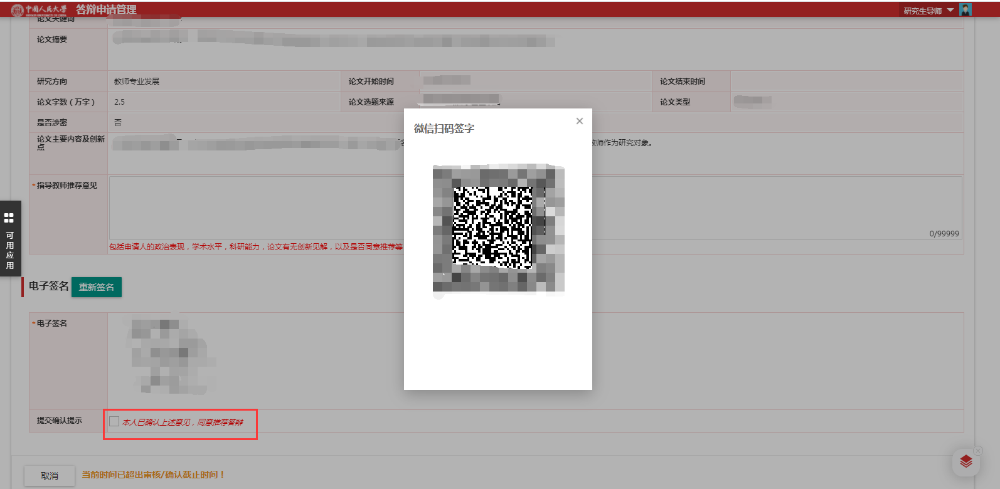 中国人民大学 答辩申请管理 研究生导师
论文关键词
论文摘要
研究方向 教师专业发展 论文开始时间 论文结束时间
论文字数（万字） 2.5 论文选题来源 论文类型
是否涉密 否
论文主要内容及创新点 教师作为研究对象。
微信扫码签字
*指导教师推荐意见
0/99999
包括申请人的政治表现，学术水平，科研能力，论文有无创新见解，以及是否同意推荐等
可用应用
电子签名 重新签名
*电子签名
提交确认提示 本人已确认上述意见，同意推荐答辩
取消 当前时间已超出审核/确认截止时间！